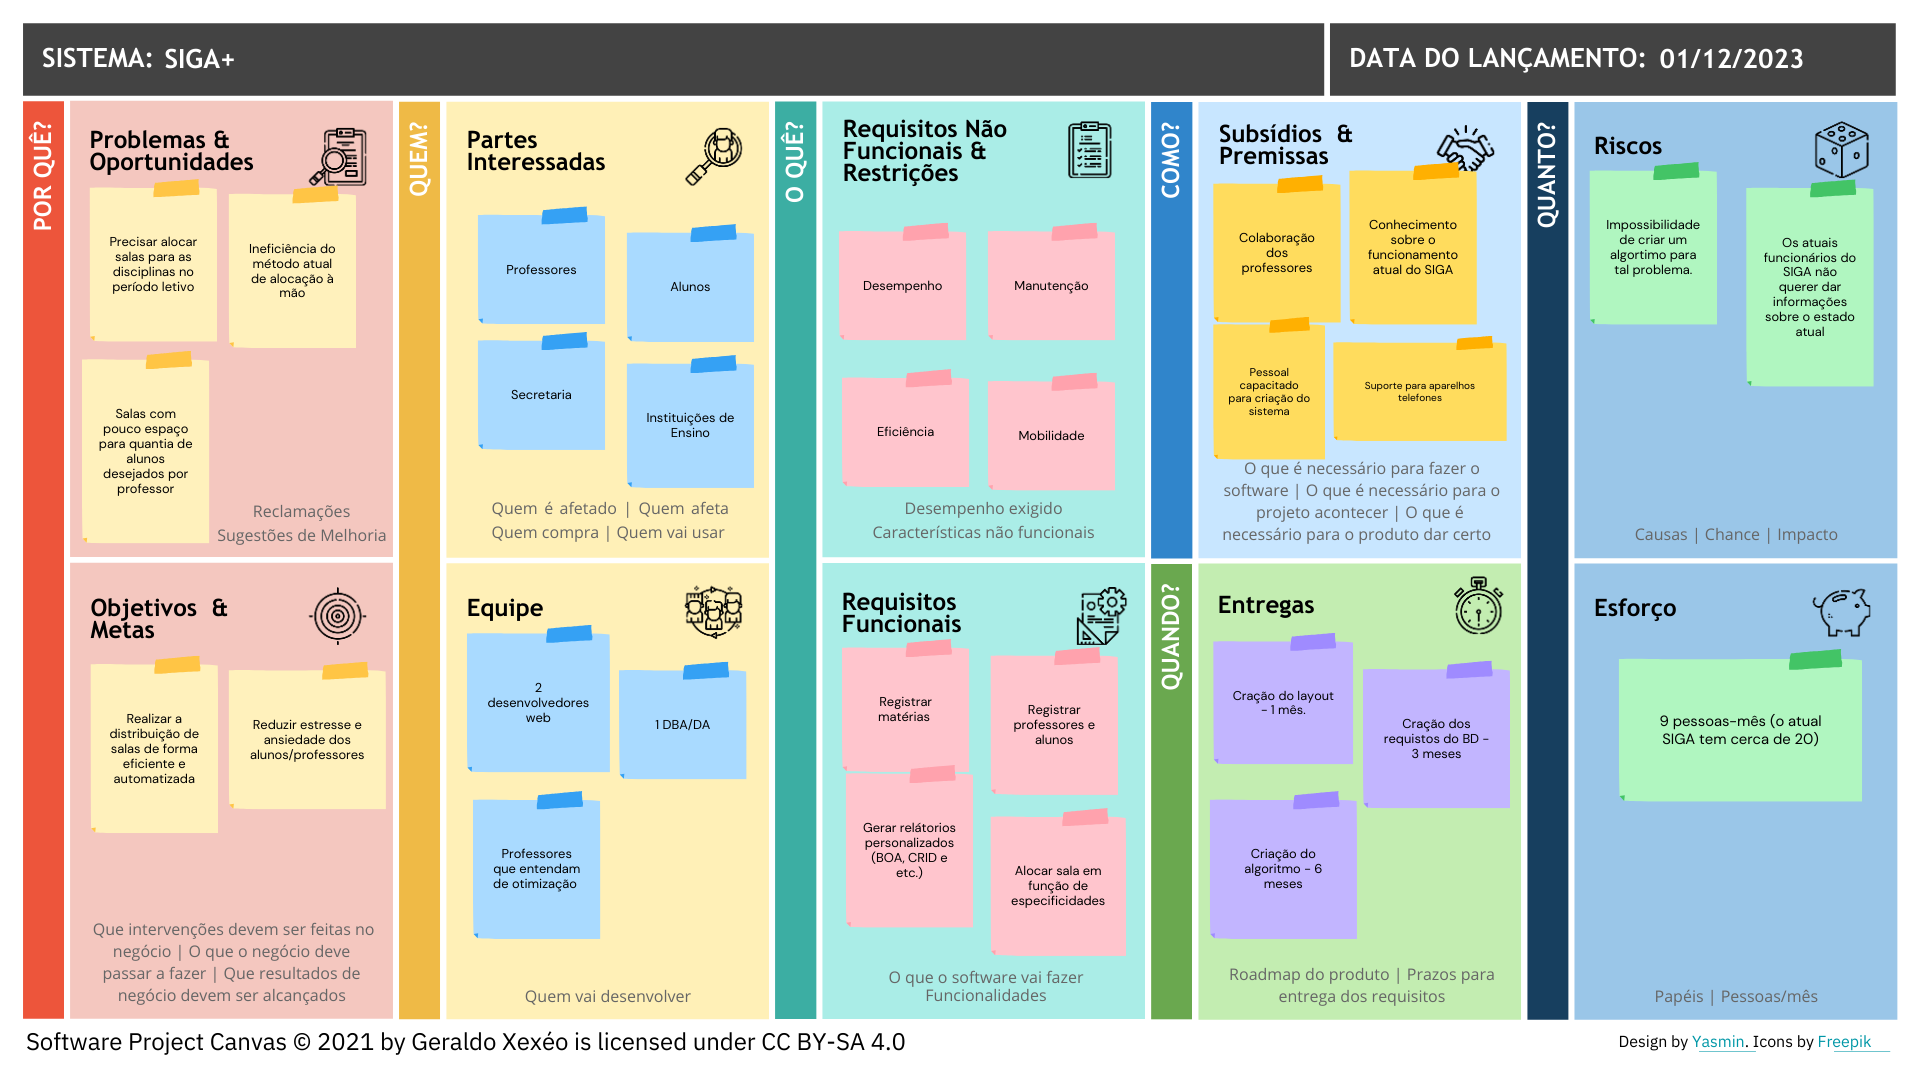 SISTEMA: SIGA+
DATA DO LANÇAMENTO: 01/12/2023
POR QUÊ?
Problemas &
Oportunidades
Precisar alocar
salas para as
disciplinas no
período letivo
Ineficiência do
método atual
de alocação à
mão
Salas com
pouco espaço
para quantia de
alunos
desejados por
professor
Reclamações
Sugestões de Melhoria
Objetivos &
Metas
Realizar a
distribuição de
salas de forma
eficiente e
automatizada
Reduzir estresse e
ansiedade dos
alunos/professores
Que intervenções devem ser feitas no
negócio | O que o negócio deve
passar a fazer | Que resultados de
negócio devem ser alcançados
QUEM?
Partes
Interessadas
Professores
Alunos
Secretaria
Instituições de
Ensino
Quem é afetado | Quem afeta
Quem compra | Quem vai usar
Equipe
2
desenvolvedores
web
1 DBA/DA
Professores
que entendam
de otimização
Quem vai desenvolver
O QUÊ?
Requisitos Não
Funcionais &
Restrições
Desempenho
Manutenção
Eficiência
Mobilidade
Desempenho exigido
Características não funcionais
Requisitos
Funcionais
Registrar
matérias
Registrar
professores e
alunos
Gerar relátorios
personalizados
(BOA, CRID e
etc.)
Alocar sala em
função de
especificidades
O que o software vai fazer
Funcionalidades
COMO?
Subsídios &
Premissas
Colaboração
dos
professores
Conhecimento
sobre o
funcionamento
atual do SIGA
Pessoal
capacitado
para criação do
sistema
Suporte para aparelhos
telefones
O que é necessário para fazer o
software | O que é necessário para o
projeto acontecer | O que é
necessário para o produto dar certo
QUANDO?
Entregas
Cração do layout
- 1 mês.
Cração dos
requistos do BD -
3 meses
Criação do
algoritmo - 6
meses
Roadmap do produto | Prazos para
entrega dos requisitos
QUANTO?
Riscos
Impossibilidade
de criar um
algortimo para
tal problema.
Os atuais
funcionários do
SIGA não
querer dar
informações
sobre o estado
atual
Causas | Chance | Impacto
Esforço
9 pessoas-mês (o atual
SIGA tem cerca de 20)
Papéis | Pessoas/mês
Software Project Canvas © 2021 by Geraldo Xexéo is licensed under CC BY-SA 4.0
Design by Yasmin. Icons by Freepik